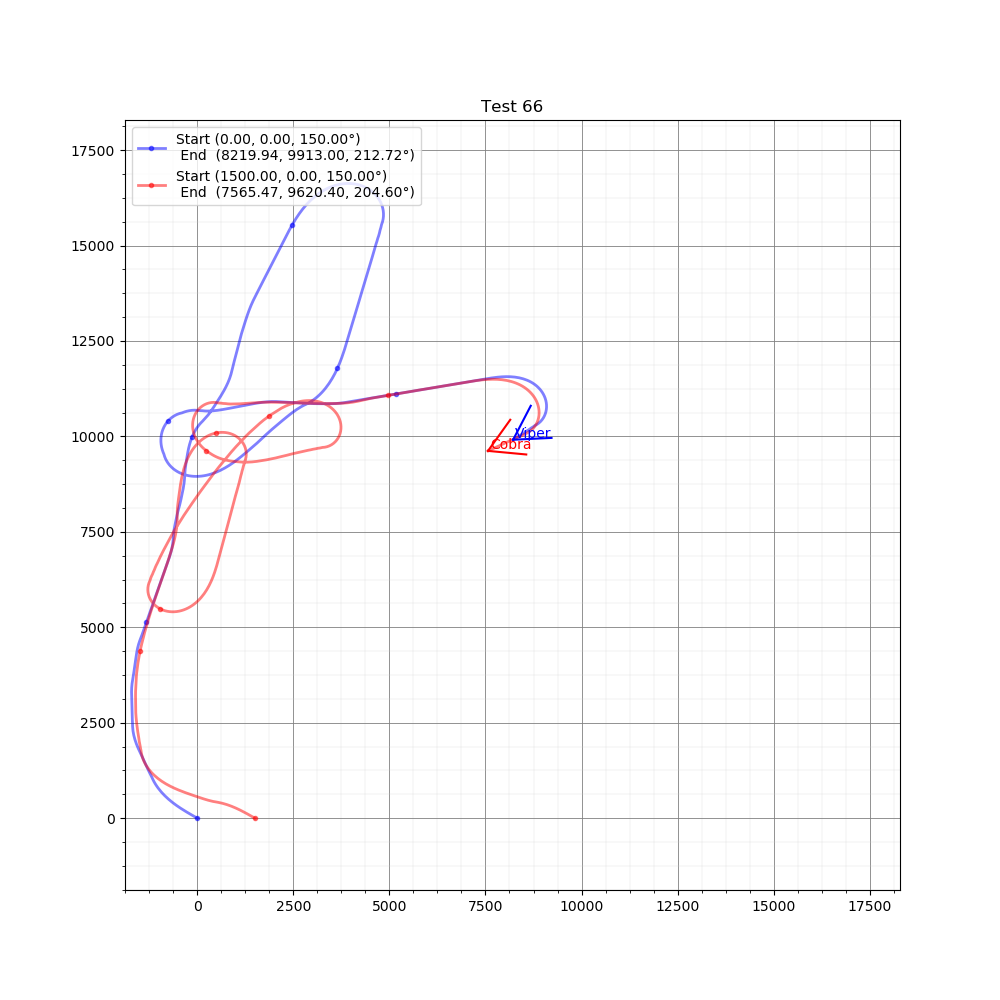 Test 66
Start (0.00, 0.00, 150.00°)
End (8219.94, 9913.00, 212.72°)
Start (1500.00, 0.00, 150.00°)
End (7565.47, 9620.40, 204.60°)
17500
15000
12500
10000
7500
5000
2500
0
Viper
Cobra
0 2500 5000 7500 10000 12500 15000 17500